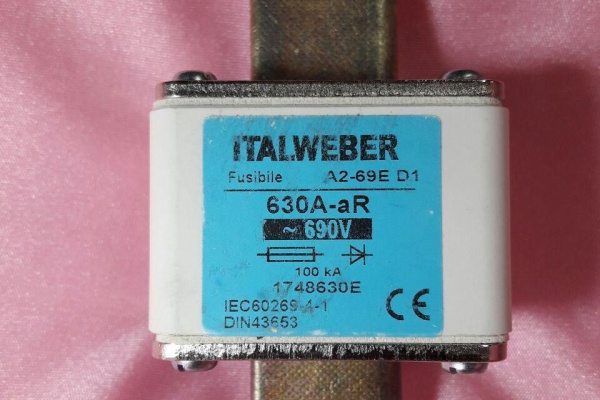 ITALWEBER
Fusibile A2-69E D1
630A-aR
~ 690V
100 kA
1748630E
IEC60269-4-1
DIN43653
CE